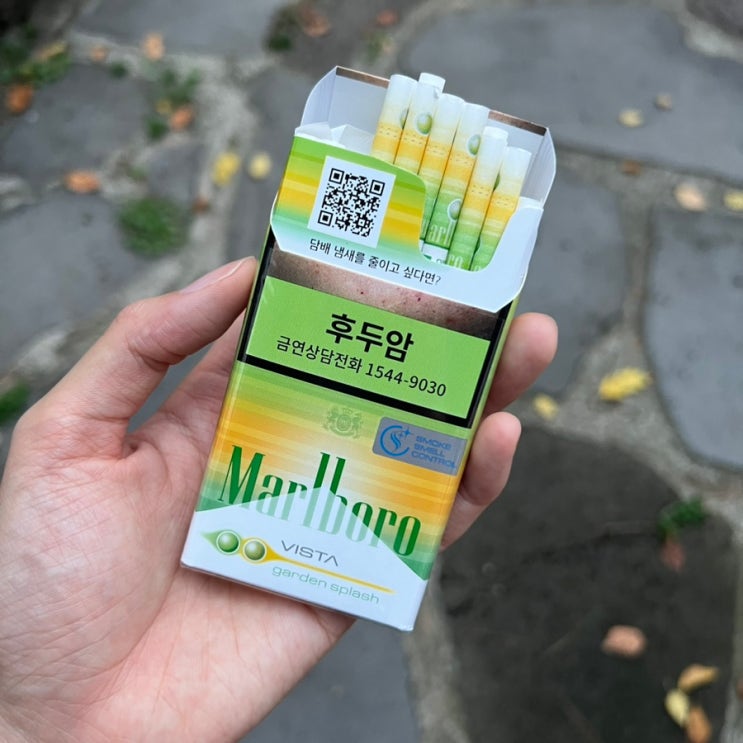 담배 냄새를 줄이고 싶다면?
후두암
금연상담전화 1544-9030
SMOKE
SMELL
CONTROL
Marlboro
VISTA
garden splash